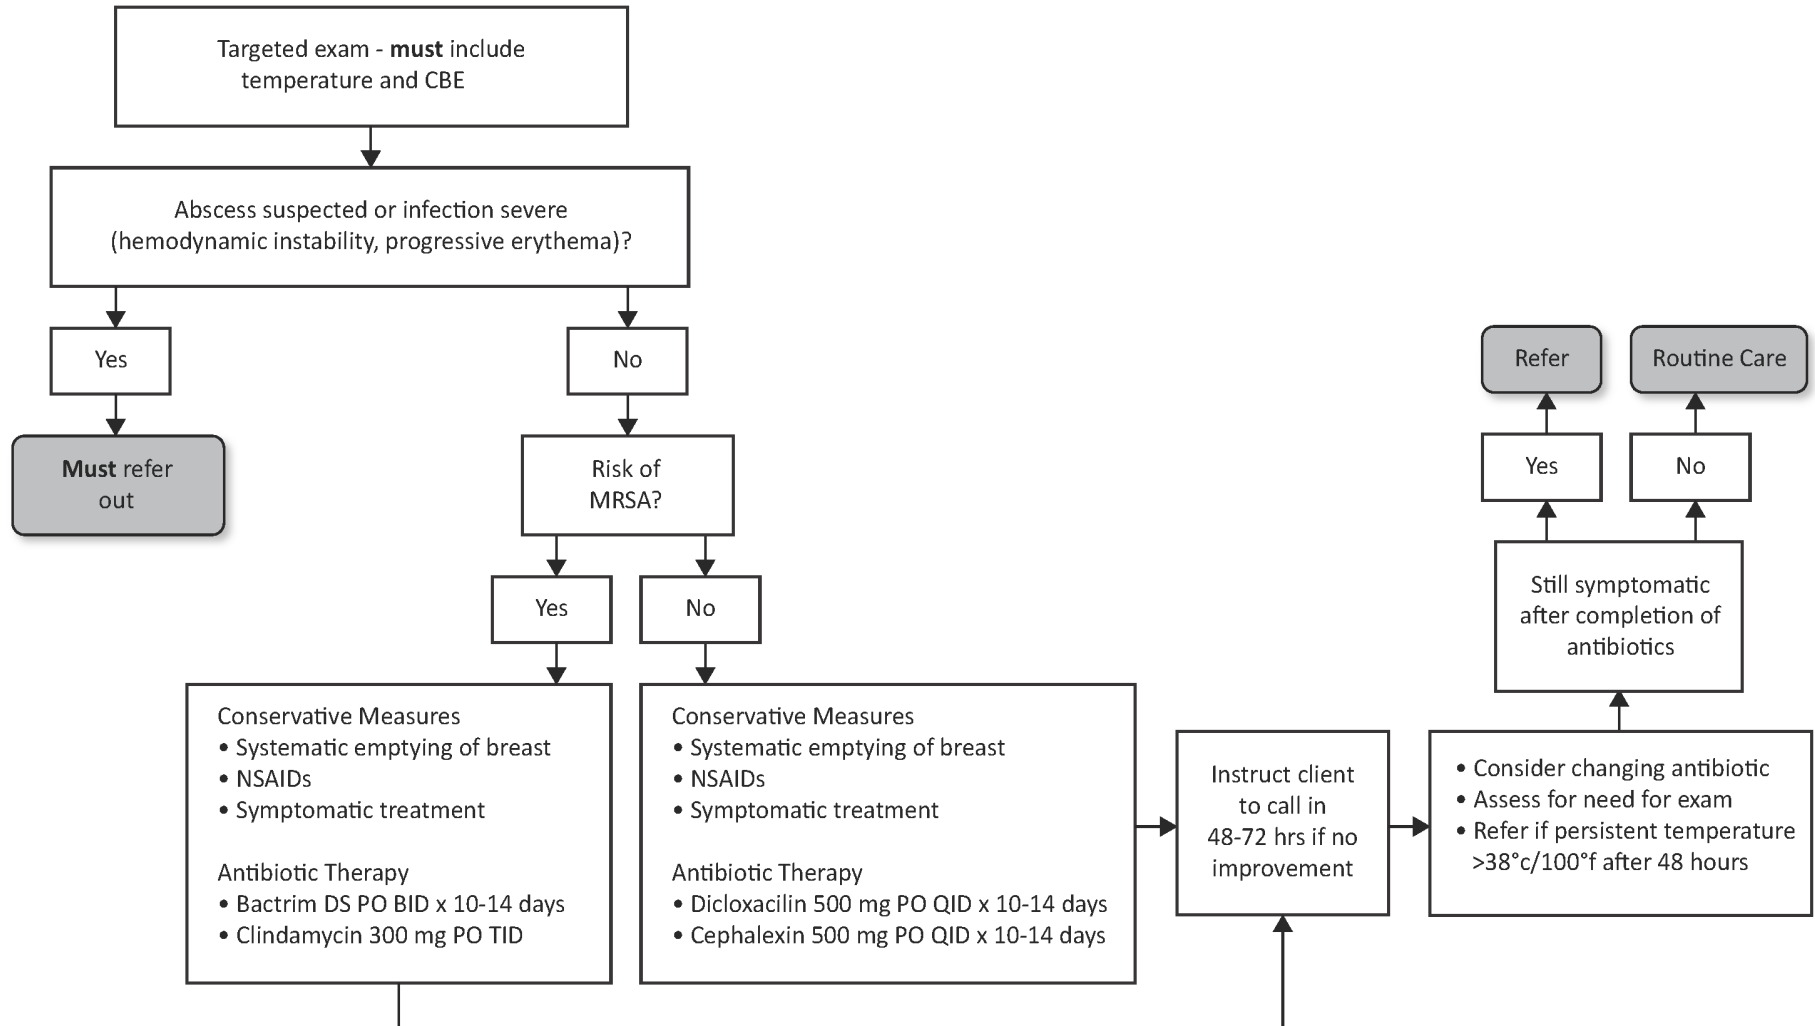 Targeted exam - must include
temperature and CBE
Abscess suspected or infection severe
(hemodynamic instability, progressive erythema)?
Yes
No
Must refer
out
Risk of
MRSA?
Yes
No
Conservative Measures
• Systematic emptying of breast
• NSAIDs
• Symptomatic treatment
Antibiotic Therapy
• Bactrim DS PO BID x 10-14 days
• Clindamycin 300 mg PO TID
Conservative Measures
• Systematic emptying of breast
• NSAIDs
• Symptomatic treatment
Antibiotic Therapy
• Dicloxacilin 500 mg PO QID x 10-14 days
• Cephalexin 500 mg PO QID x 10-14 days
Instruct client
to call in
48-72 hrs if no
improvement
• Consider changing antibiotic
• Assess for need for exam
• Refer if persistent temperature
>38°c/100°f after 48 hours
Still symptomatic
after completion of
antibiotics
Yes
No
Refer
Routine Care